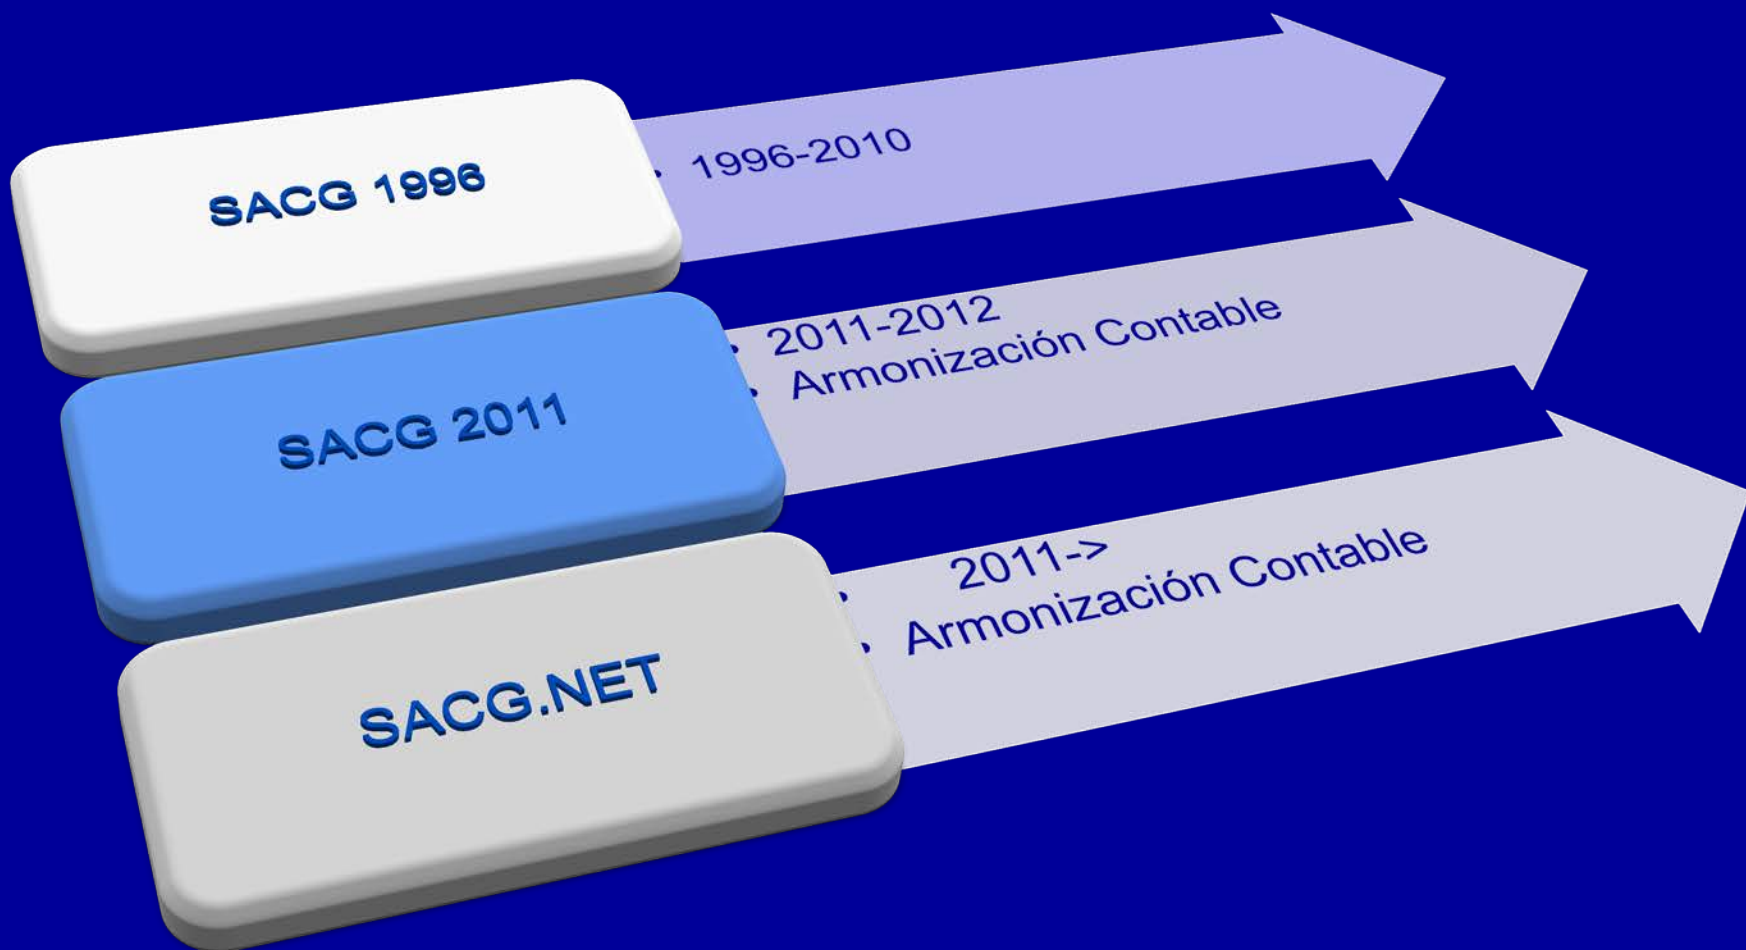 SACG 1996
• 1996-2010
SACG 2011
• 2011-2012
• Armonización Contable
SACG.NET
• 2011->
• Armonización Contable